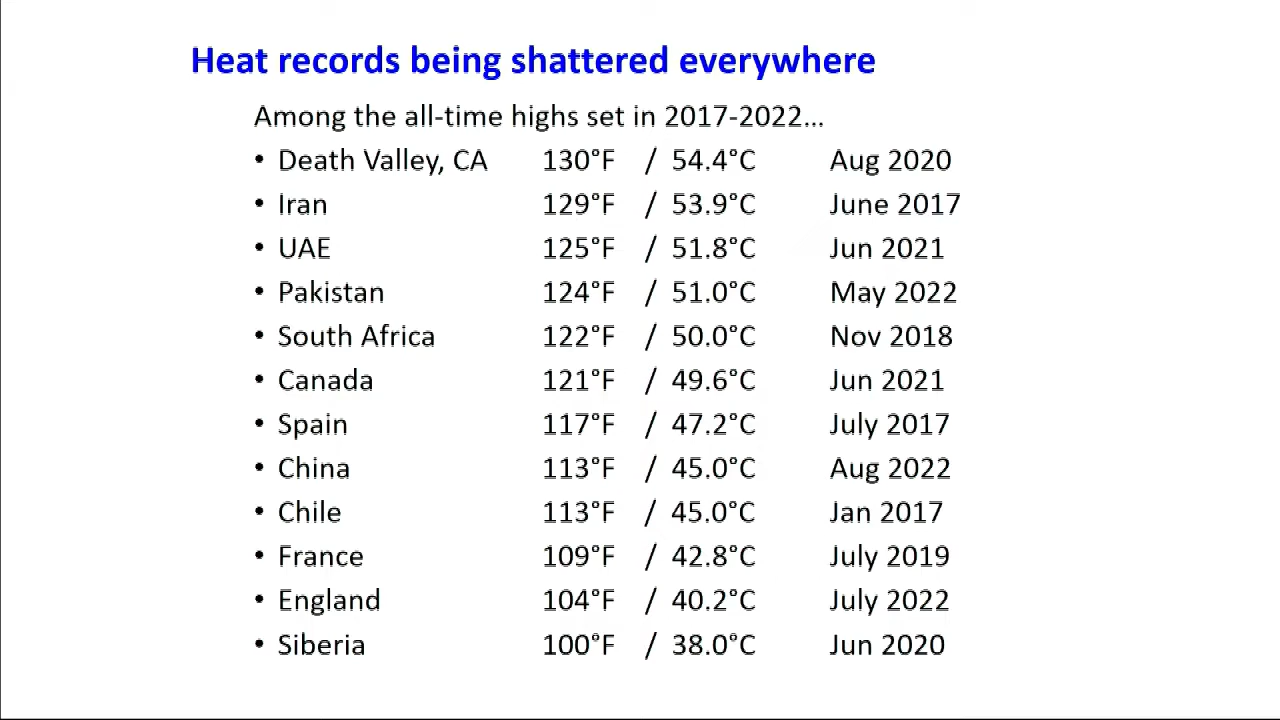 Heat records being shattered everywhere
Among the all-time highs set in 2017-2022...
• Death Valley, CA 130°F / 54.4°C Aug 2020
• Iran 129°F / 53.9°C June 2017
• UAE 125°F / 51.8°C Jun 2021
• Pakistan 124°F / 51.0°C May 2022
• South Africa 122°F / 50.0°C Nov 2018
• Canada 121°F / 49.6°C Jun 2021
• Spain 117°F / 47.2°C July 2017
• China 113°F / 45.0°C Aug 2022
• Chile 113°F / 45.0°C Jan 2017
• France 109°F / 42.8°C July 2019
• England 104°F / 40.2°C July 2022
• Siberia 100°F / 38.0°C Jun 2020